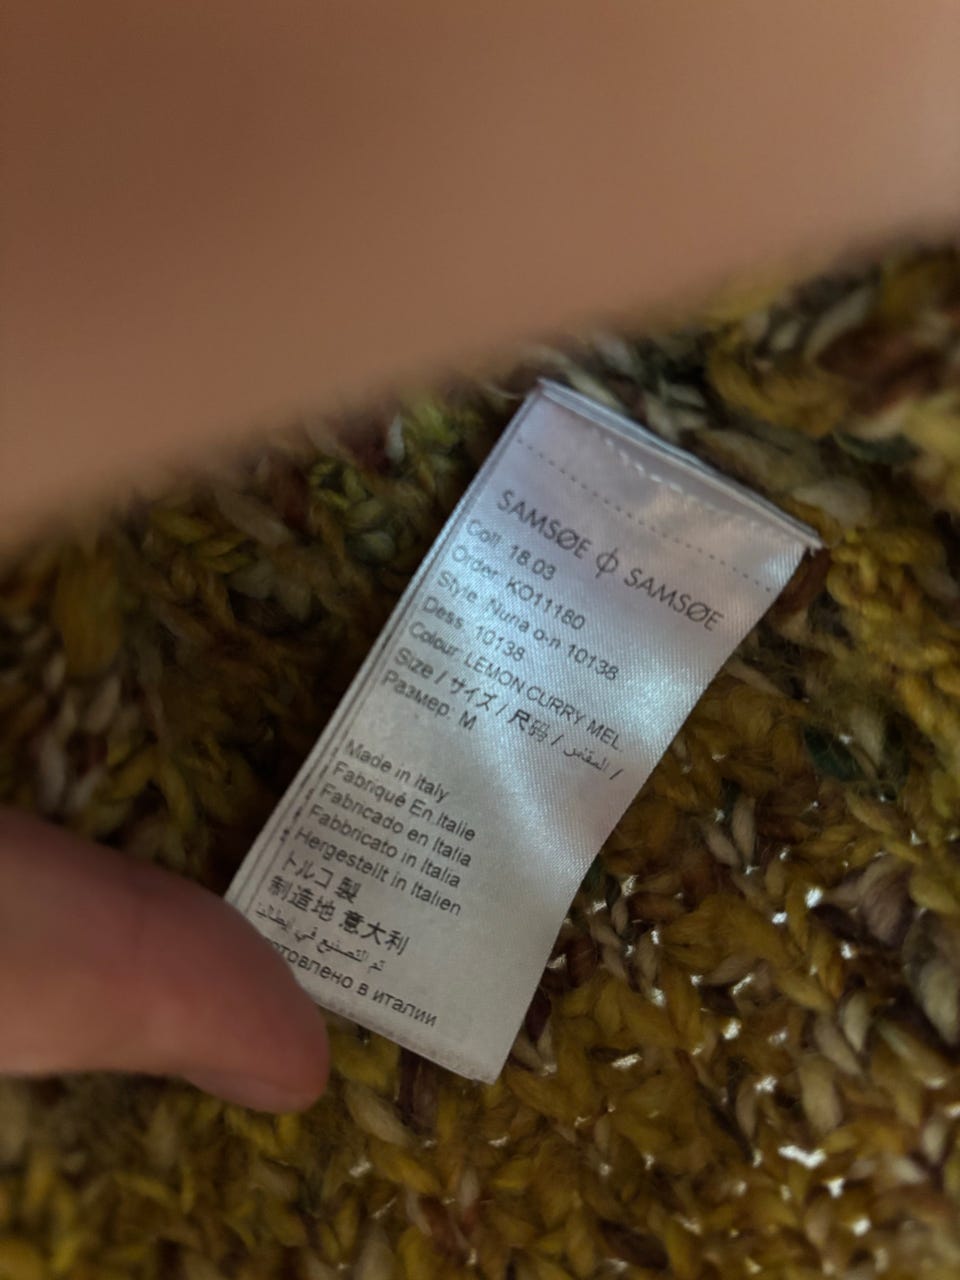 SAMSØE ф SAMSØE
Coll. 18.03
Order. KO11180
Style. Nuna o-n 10138
Dess. 10138
Colour. LEMON CURRY MEL.
Size / サイズ / 尺码 / المقاس /
Размер. M
Made in Italy
Fabriqué En Italie
Fabricado en Italia
Fabbricato in Italia
Hergestellt in Italien
トルコ 製
制造地 意大利
تم التصنيع في إيطاليا
отовлено в италии